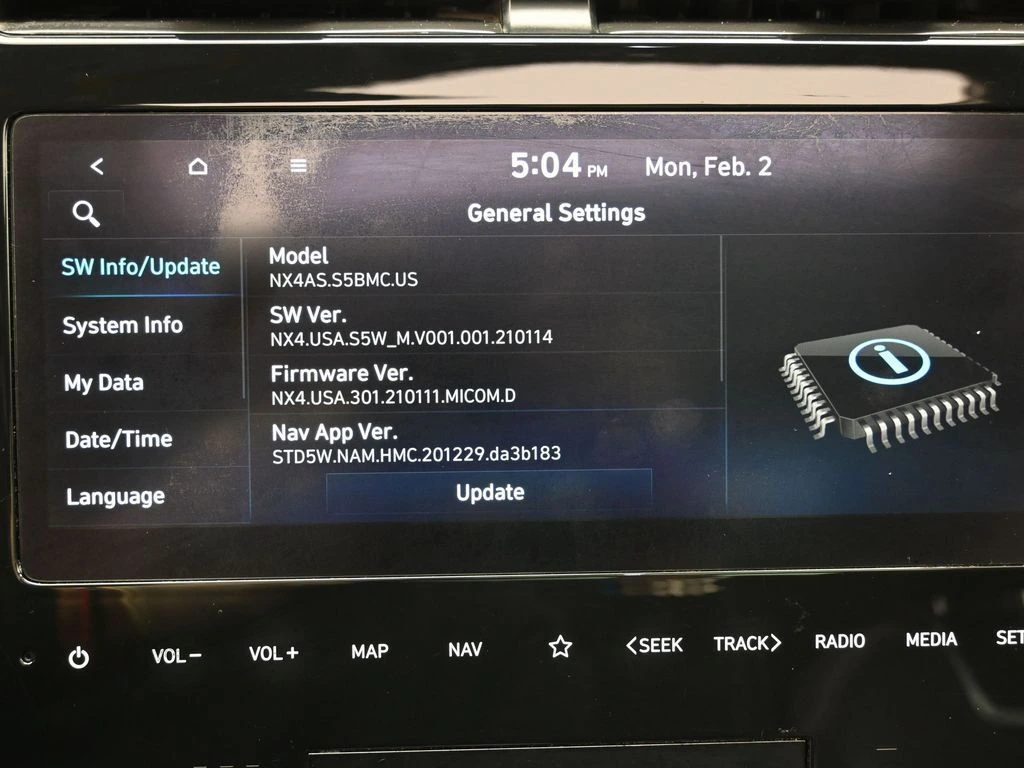 5:04 PM Mon, Feb. 2
General Settings
SW Info/Update
Model
NX4AS.S5BMC.US
System Info
SW Ver.
NX4.USA.S5W_M.V001.001.210114
My Data
Firmware Ver.
NX4.USA.301.210111.MICOM.D
Date/Time
Nav App Ver.
STD5W.NAM.HMC.201229.da3b183
Language
Update
VOL− VOL+ MAP NAV <SEEK TRACK> RADIO MEDIA SET